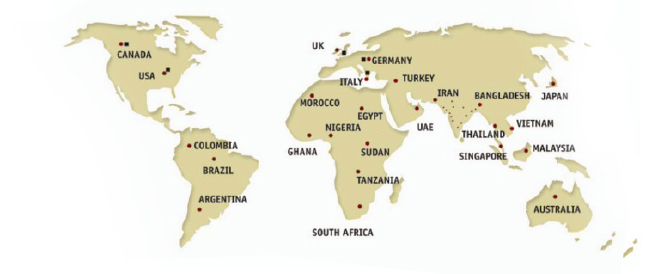 CANADA
USA
COLOMBIA
BRAZIL
ARGENTINA
UK
GERMANY
ITALY
TURKEY
MOROCCO
EGYPT
NIGERIA
GHANA
SUDAN
TANZANIA
SOUTH AFRICA
UAE
IRAN
BANGLADESH
JAPAN
VIETNAM
THAILAND
SINGAPORE
MALAYSIA
AUSTRALIA